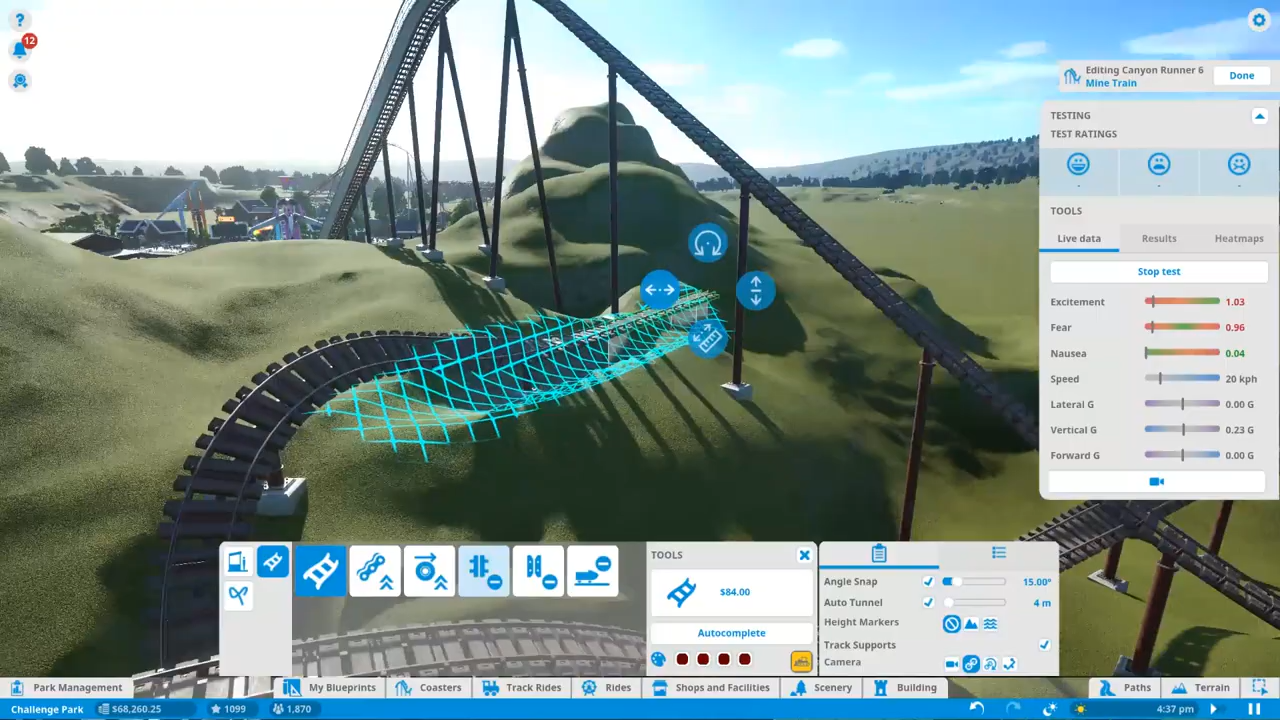 ?
12
Editing Canyon Runner 6
Mine Train
Done
TESTING
TEST RATINGS
- - -
TOOLS
Live data Results Heatmaps
Stop test
Excitement 1.03
Fear 0.96
Nausea 0.04
Speed 20 kph
Lateral G 0.00 G
Vertical G 0.23 G
Forward G 0.00 G
TOOLS
$84.00
Autocomplete
Angle Snap 15.00°
Auto Tunnel 4 m
Height Markers
Track Supports
Camera
Park Management My Blueprints Coasters Track Rides Rides Shops and Facilities Scenery Building Paths Terrain
Challenge Park $68,260.25 1099 1,870 4:37 pm